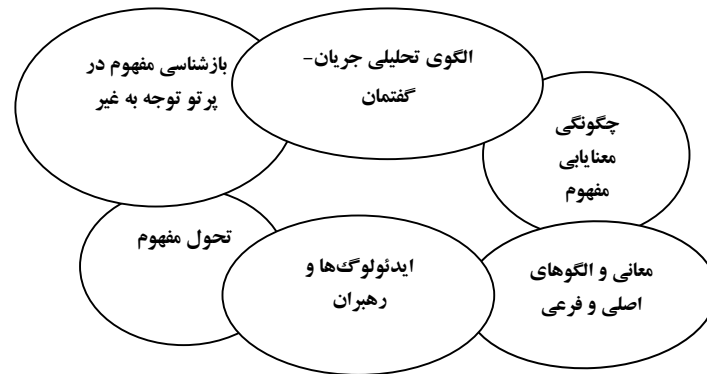 الگوی تحلیلی جریان-
گفتمان
چگونگی
معنایابی
مفهوم
معانی و الگوهای
اصلی و فرعی
ایدئولوگ‌ها و
رهبران
تحول مفهوم
بازشناسی مفهوم در
پرتو توجه به غیر